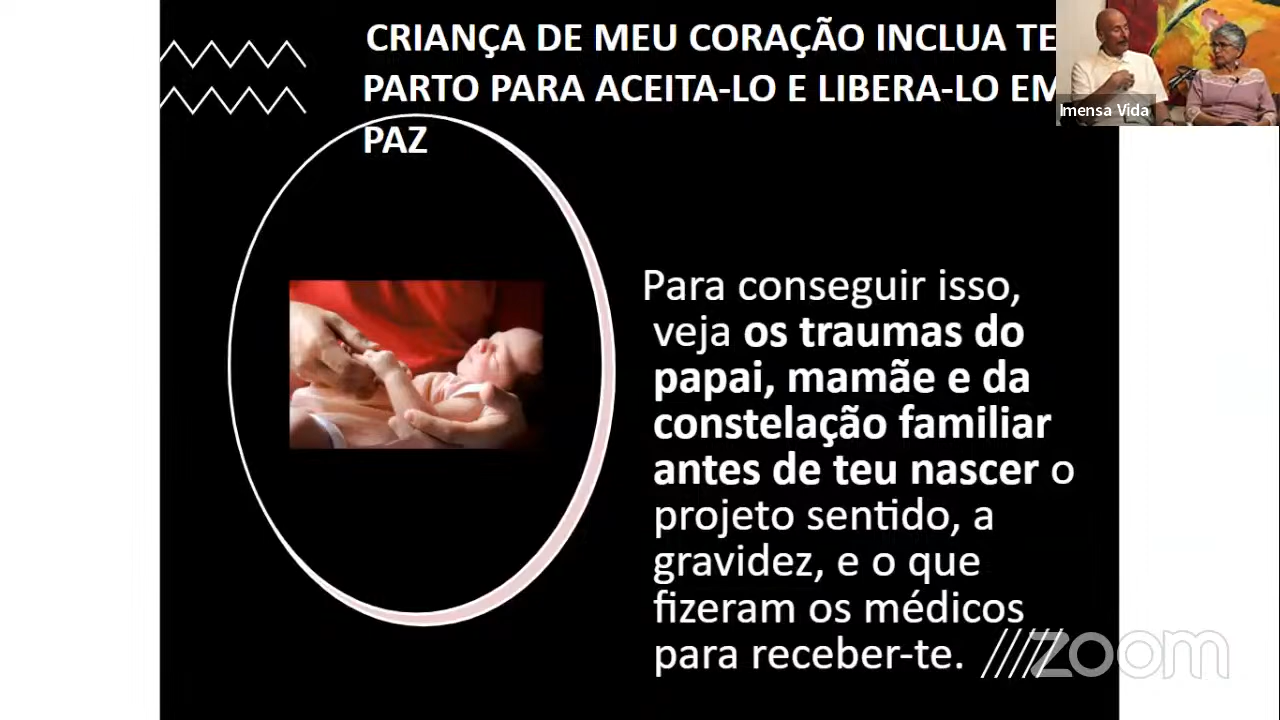 CRIANÇA DE MEU CORAÇÃO INCLUA TE
PARTO PARA ACEITA-LO E LIBERA-LO EM
PAZ
Imensa Vida
Para conseguir isso,
veja os traumas do
papai, mamãe e da
constelação familiar
antes de teu nascer o
projeto sentido, a
gravidez, e o que
fizeram os médicos
para receber-te.
zoom